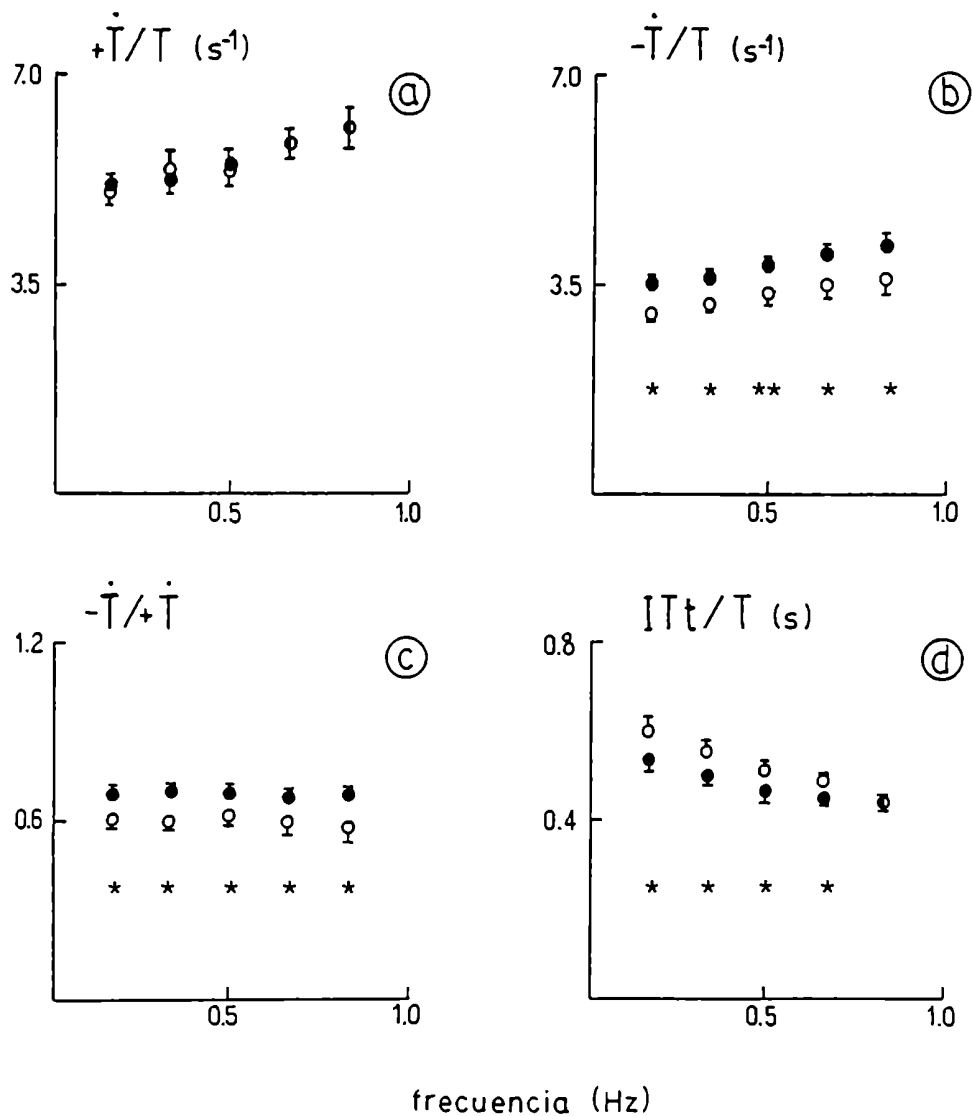 +Ṫ/T (s⁻¹)
7.0
3.5
0.5
1.0
a
-Ṫ/T (s⁻¹)
7.0
3.5
* * ** * *
0.5
1.0
b
-Ṫ/+Ṫ
1.2
0.6
* * * * *
0.5
1.0
c
ITt/T (s)
0.8
0.4
* * * *
0.5
1.0
d
frecuencia (Hz)